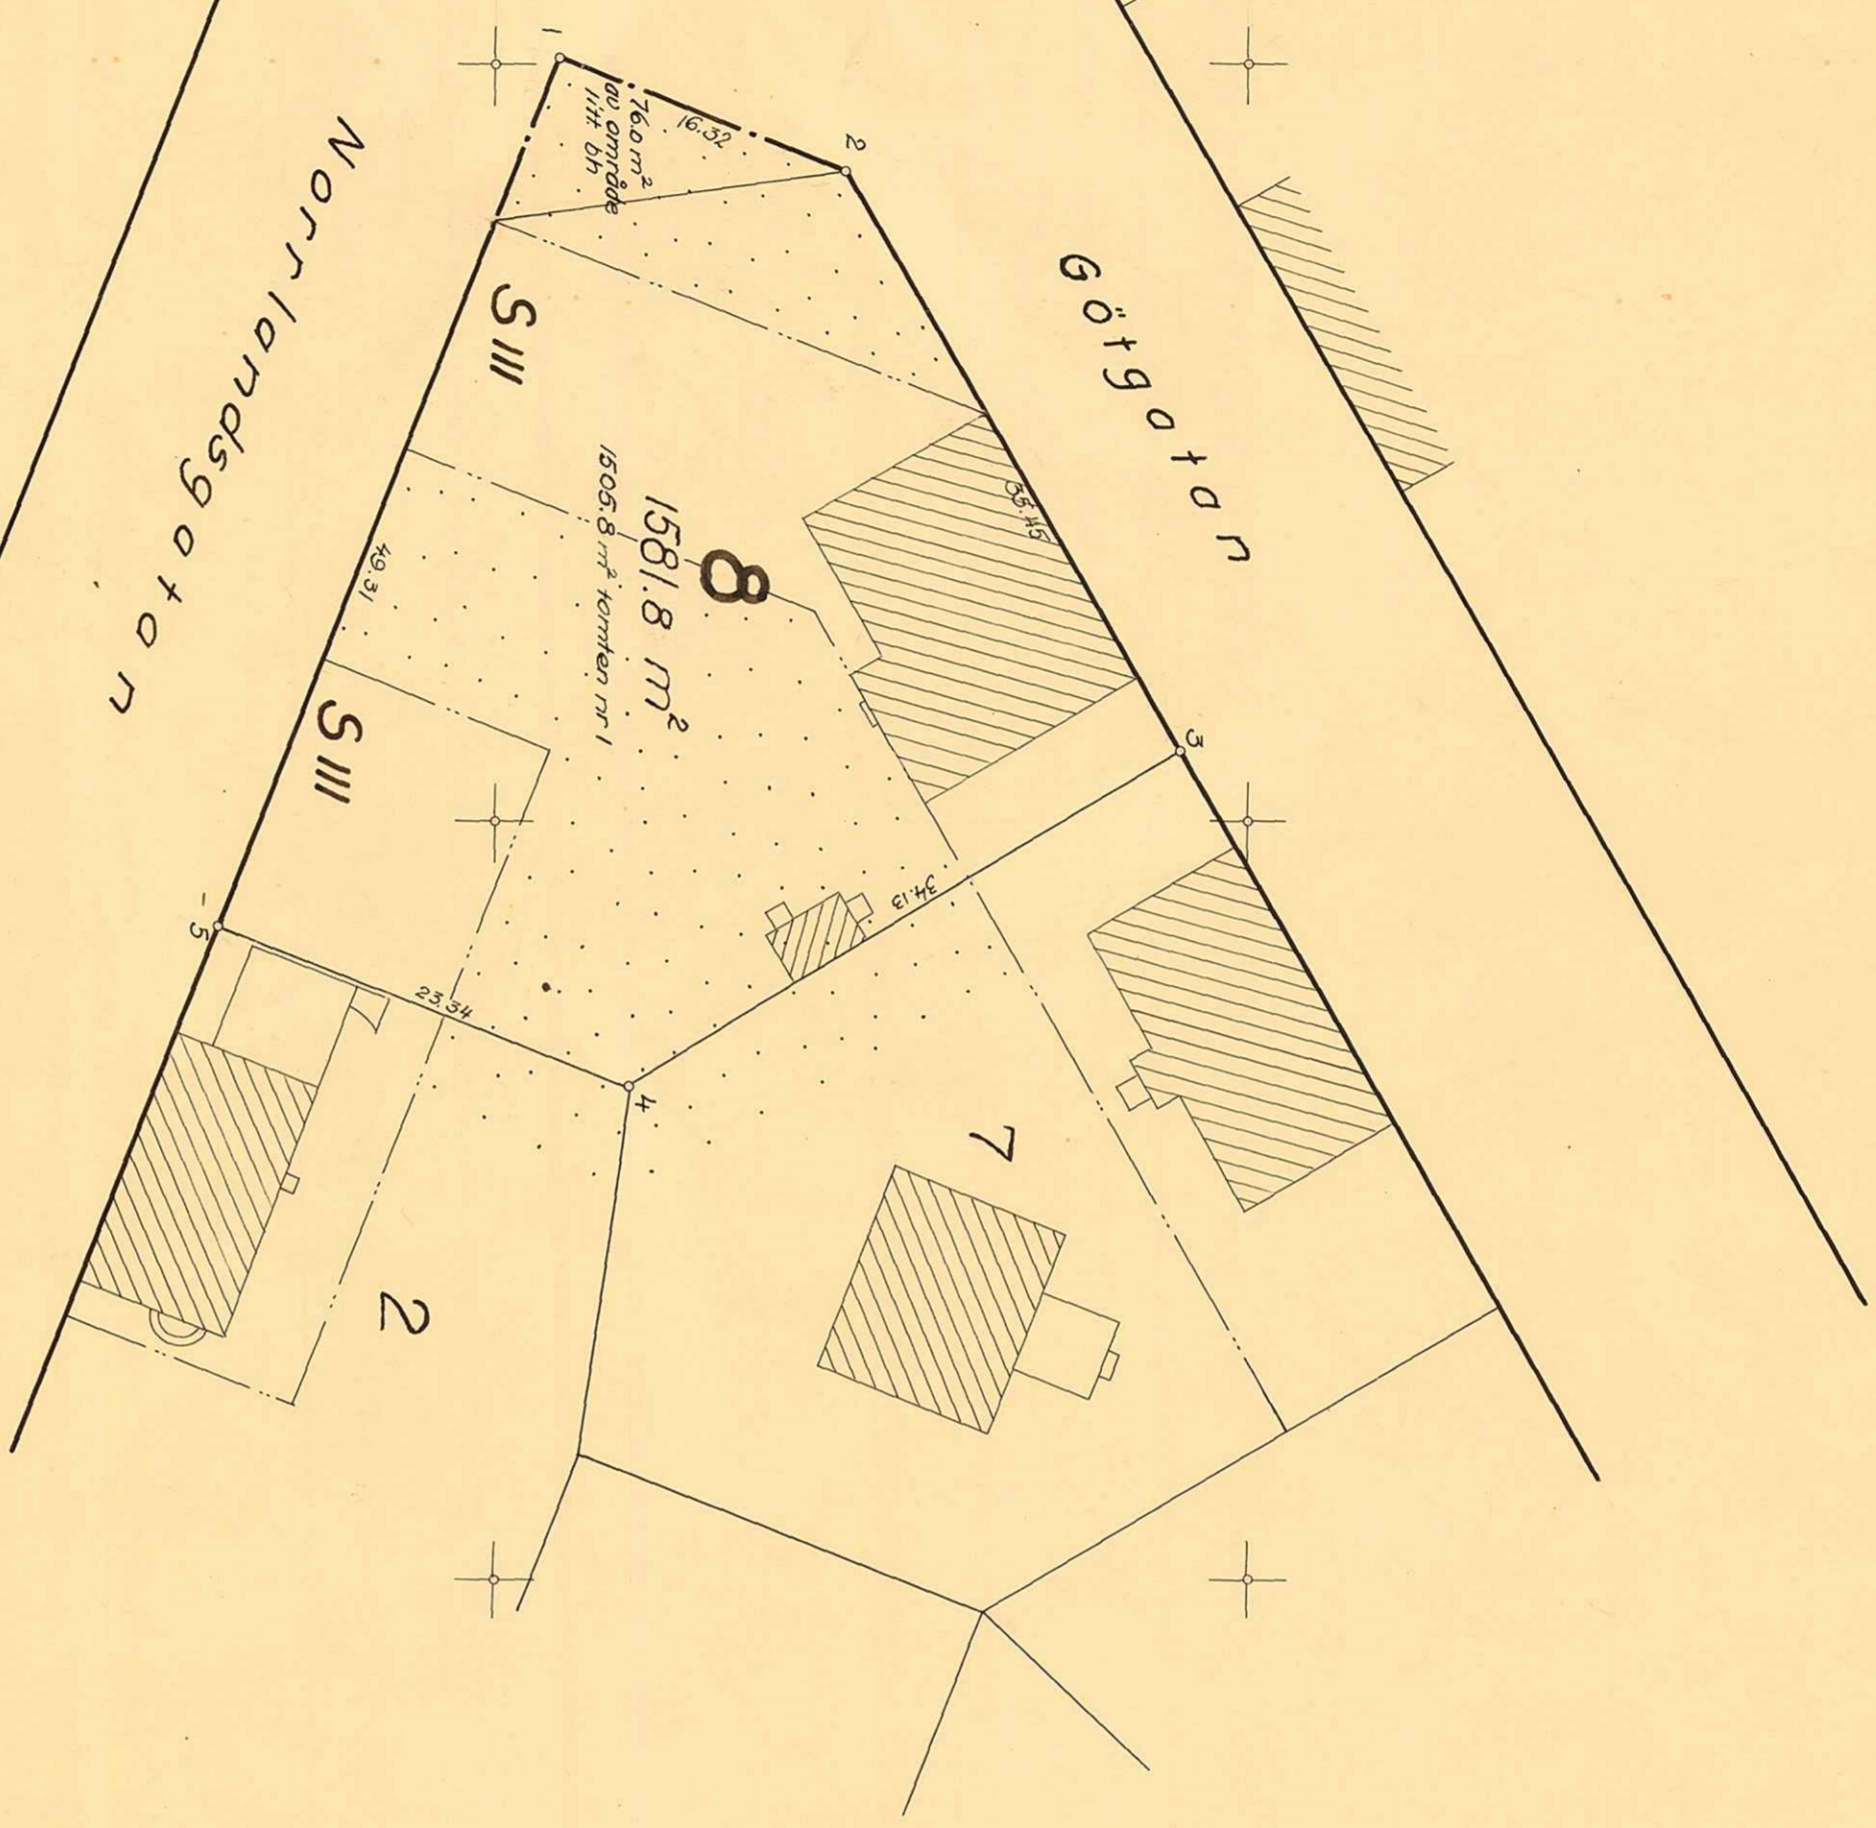 Norrlandsgatan
Götgatan
1
2
3
4
5
16.32
76.0 m²
av område
litt. bh
S III
S III
8
1581.8 m²
1505.8 m² tomten nr 1
35.45
49.31
34.13
23.34
7
2